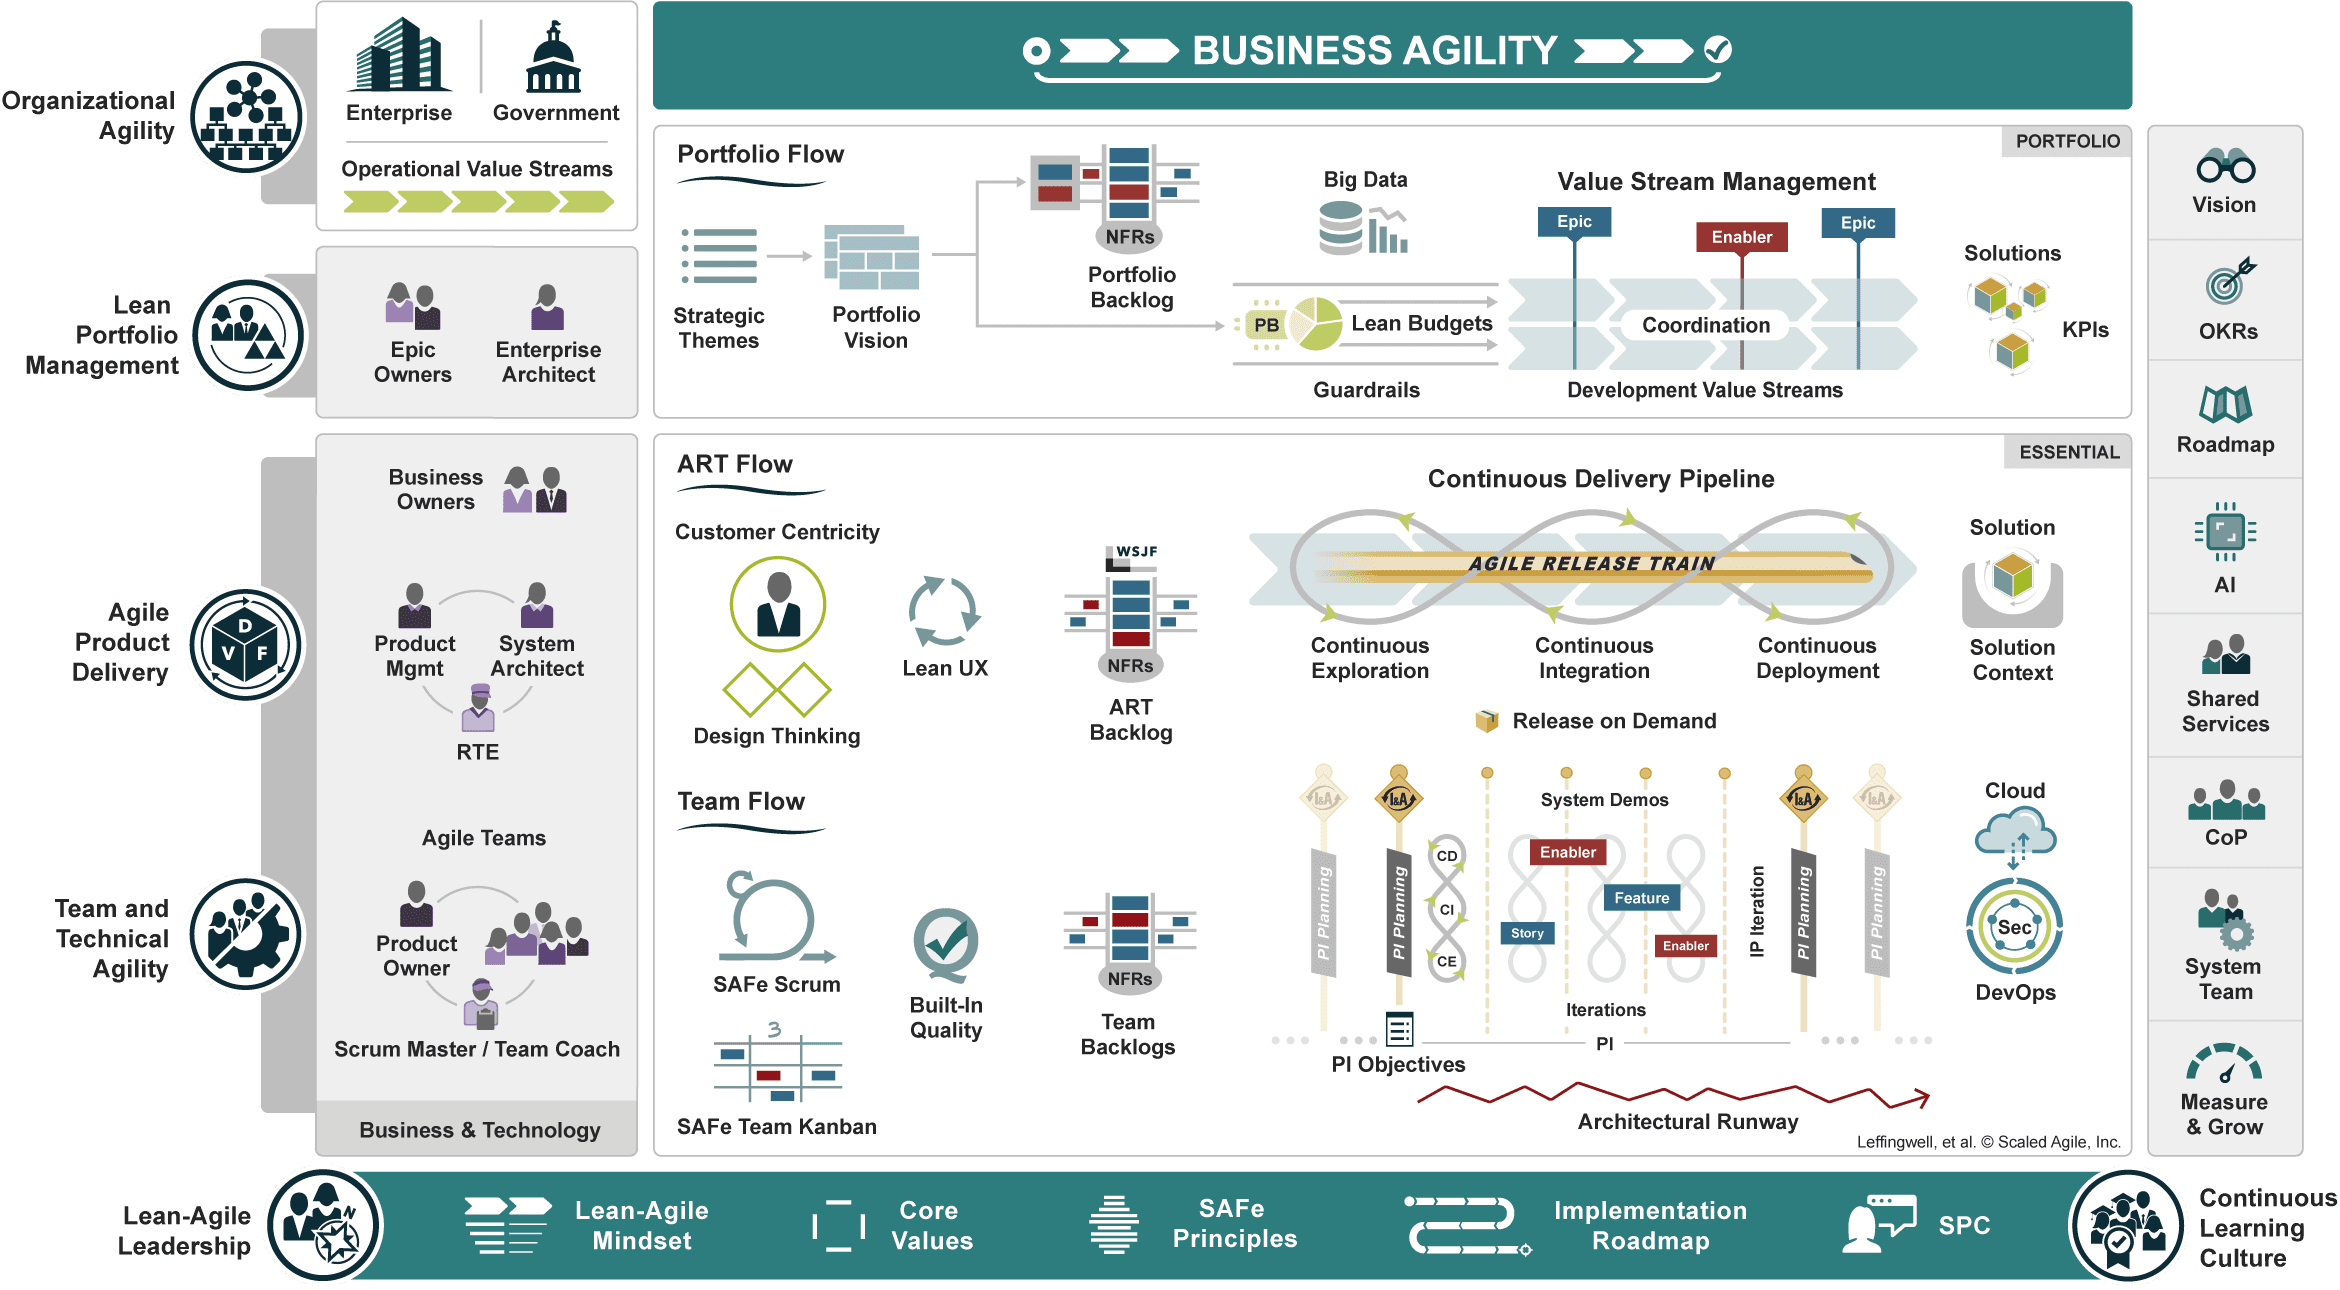 BUSINESS AGILITY
Organizational
Agility
Enterprise
Government
Operational Value Streams
Lean
Portfolio
Management
Epic
Owners
Enterprise
Architect
Agile
Product
Delivery
D
V F
Business
Owners
Product
Mgmt
System
Architect
RTE
Team and
Technical
Agility
Agile Teams
Product
Owner
Scrum Master / Team Coach
Business & Technology
PORTFOLIO
Portfolio Flow
Strategic
Themes
Portfolio
Vision
NFRs
Portfolio
Backlog
Big Data
PB
Lean Budgets
Guardrails
Value Stream Management
Epic
Enabler
Epic
Coordination
Development Value Streams
Solutions
KPIs
ESSENTIAL
ART Flow
Customer Centricity
Design Thinking
Lean UX
WSJF
NFRs
ART
Backlog
Continuous Delivery Pipeline
AGILE RELEASE TRAIN
Continuous
Exploration
Continuous
Integration
Continuous
Deployment
Release on Demand
Solution
Solution
Context
Team Flow
SAFe Scrum
3
SAFe Team Kanban
Built-In
Quality
NFRs
Team
Backlogs
I&A
I&A
I&A
I&A
PI Planning
PI Planning
PI Planning
PI Planning
System Demos
CD
CI
CE
Enabler
Feature
Story
Enabler
IP Iteration
Iterations
PI
PI Objectives
Architectural Runway
Cloud
Sec
DevOps
Leffingwell, et al. © Scaled Agile, Inc.
Vision
OKRs
Roadmap
AI
Shared
Services
CoP
System
Team
Measure
& Grow
Lean-Agile
Leadership
N
Lean-Agile
Mindset
Core
Values
SAFe
Principles
Implementation
Roadmap
SPC
Continuous
Learning
Culture